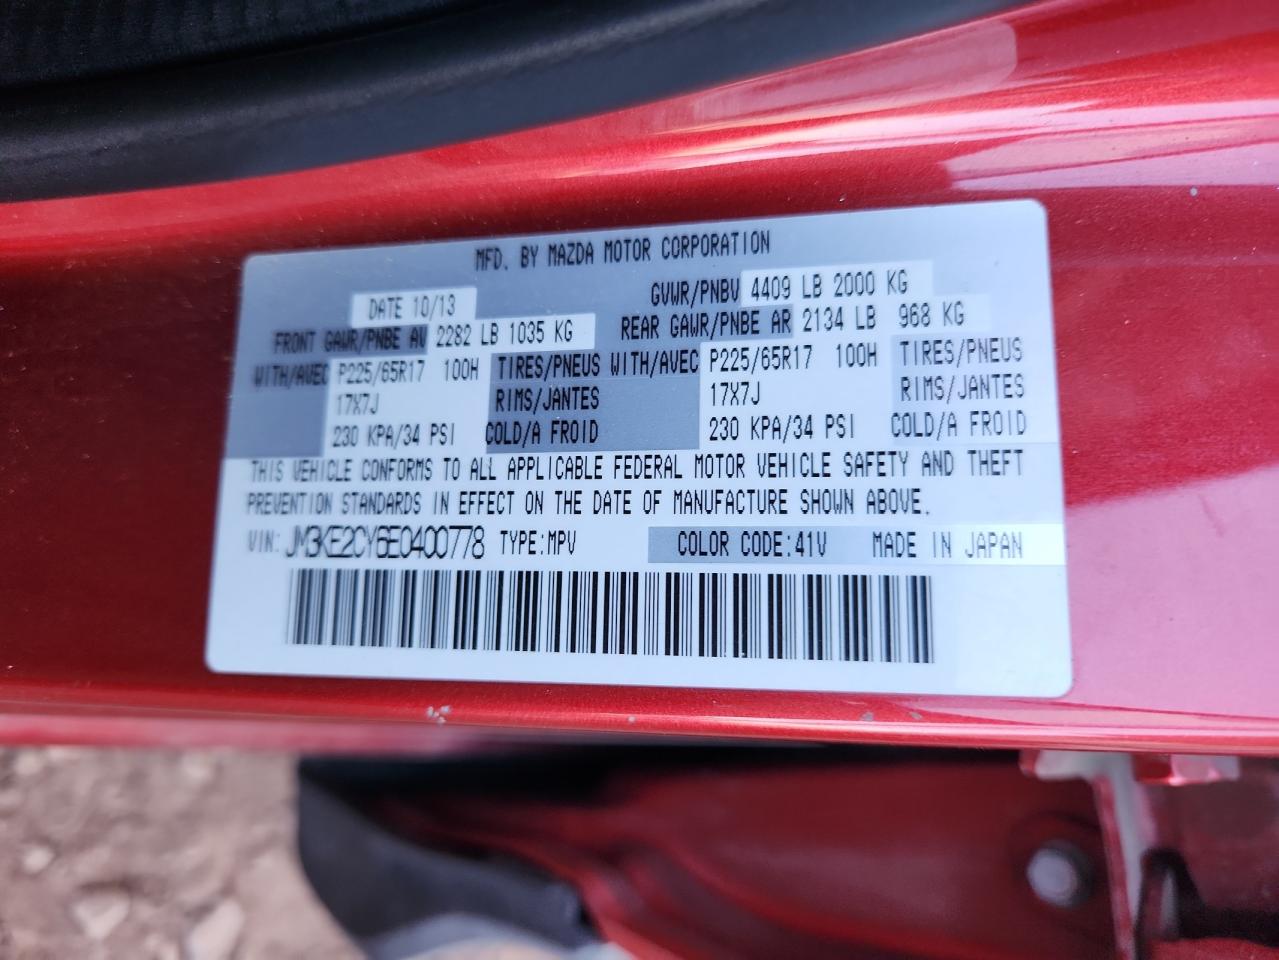 MFD. BY MAZDA MOTOR CORPORATION
DATE 10/13 GVWR/PNBV 4409 LB 2000 KG
FRONT GAWR/PNBE AV 2282 LB 1035 KG REAR GAWR/PNBE AR 2134 LB 968 KG
WITH/AVEC P225/65R17 100H TIRES/PNEUS WITH/AVEC P225/65R17 100H TIRES/PNEUS
17X7J RIMS/JANTES 17X7J RIMS/JANTES
230 KPA/34 PSI COLD/A FROID 230 KPA/34 PSI COLD/A FROID
THIS VEHICLE CONFORMS TO ALL APPLICABLE FEDERAL MOTOR VEHICLE SAFETY AND THEFT
PREVENTION STANDARDS IN EFFECT ON THE DATE OF MANUFACTURE SHOWN ABOVE.
VIN: JM3KE2CY6E0400778 TYPE:MPV COLOR CODE:41V MADE IN JAPAN